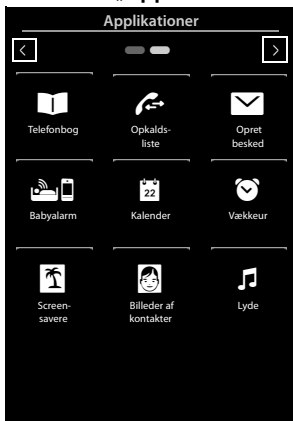 Applikationer
Telefonbog
Opkalds-
liste
Opret
besked
Babyalarm
22
Kalender
Vækkeur
Screen-
savere
Billeder af
kontakter
Lyde